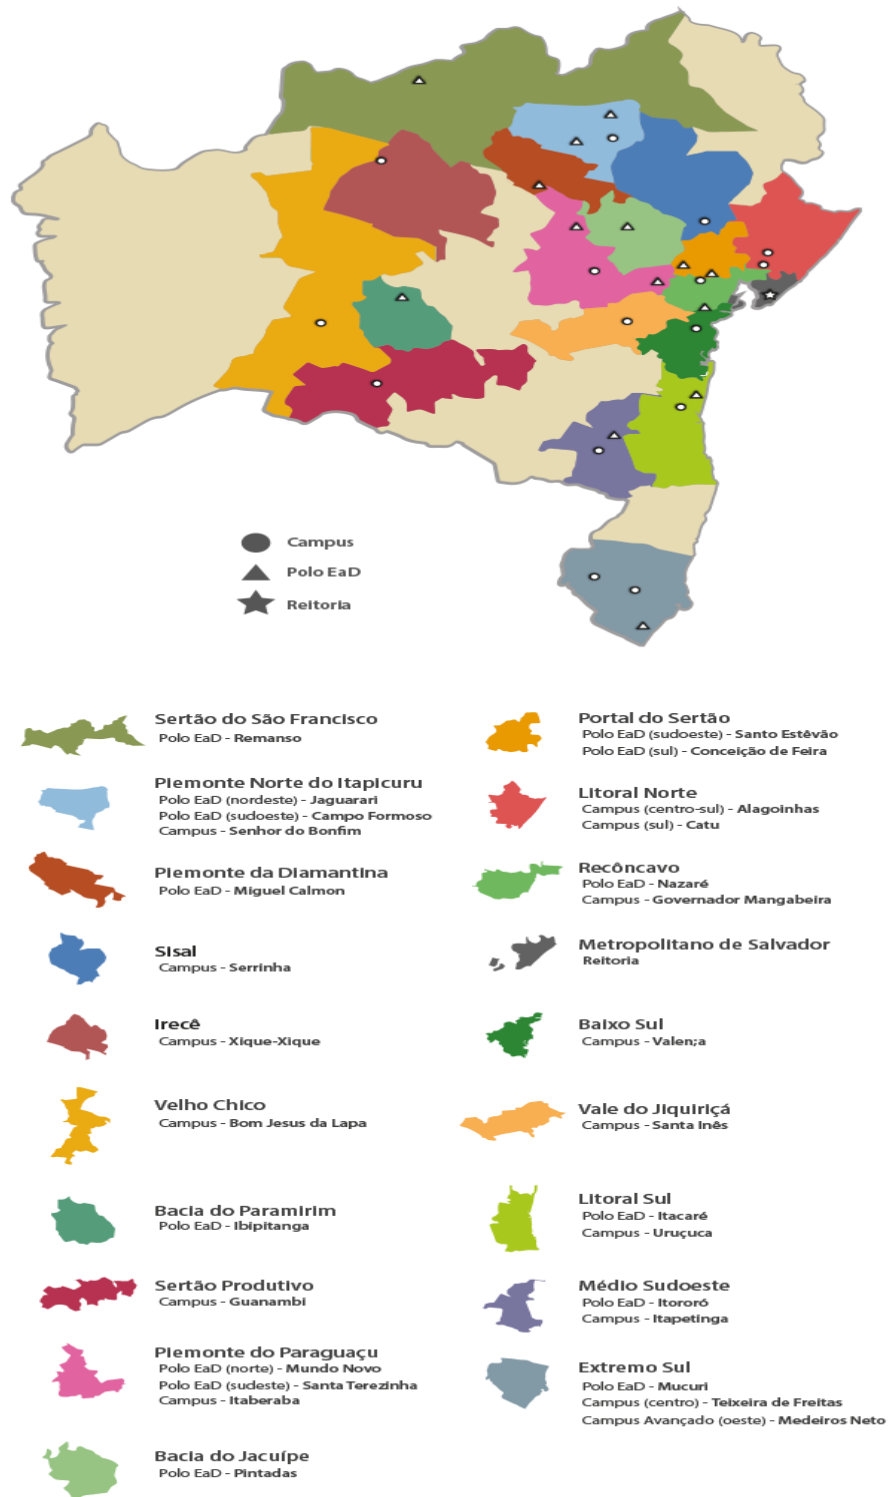 Campus
Polo EaD
Reitoria
Sertão do São Francisco
Polo EaD - Remanso
Piemonte Norte do Itapicuru
Polo EaD (nordeste) - Jaguarari
Polo EaD (sudoeste) - Campo Formoso
Campus - Senhor do Bonfim
Piemonte da Diamantina
Polo EaD - Miguel Calmon
Sisal
Campus - Serrinha
Irecê
Campus - Xique-Xique
Velho Chico
Campus - Bom Jesus da Lapa
Bacia do Paramirim
Polo EaD - Ibipitanga
Sertão Produtivo
Campus - Guanambi
Piemonte do Paraguaçu
Polo EaD (norte) - Mundo Novo
Polo EaD (sudeste) - Santa Terezinha
Campus - Itaberaba
Bacia do Jacuípe
Polo EaD - Pintadas
Portal do Sertão
Polo EaD (sudoeste) - Santo Estêvão
Polo EaD (sul) - Conceição de Feira
Litoral Norte
Campus (centro-sul) - Alagoinhas
Campus (sul) - Catu
Recôncavo
Polo EaD - Nazaré
Campus - Governador Mangabeira
Metropolitano de Salvador
Reitoria
Baixo Sul
Campus - Valen;a
Vale do Jiquiriçá
Campus - Santa Inês
Litoral Sul
Polo EaD - Itacaré
Campus - Uruçuca
Médio Sudoeste
Polo EaD - Itororó
Campus - Itapetinga
Extremo Sul
Polo EaD - Mucuri
Campus (centro) - Teixeira de Freitas
Campus Avançado (oeste) - Medeiros Neto